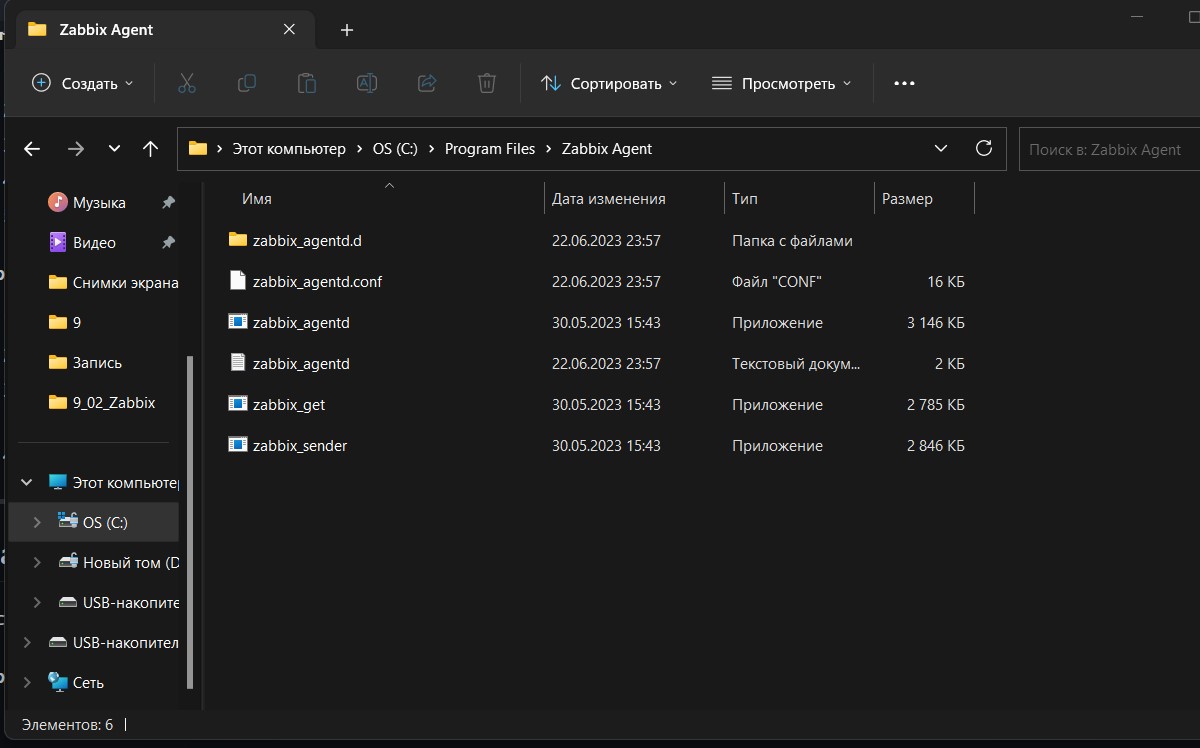 Zabbix Agent
Создать
Сортировать
Просмотреть
Этот компьютер > OS (C:) > Program Files > Zabbix Agent
Поиск в: Zabbix Agent
Музыка
Видео
Снимки экрана
9
Запись
9_02_Zabbix
Этот компьюте
OS (C:)
Новый том (D
USB-накопите
USB-накопител
Сеть
Имя Дата изменения Тип Размер
zabbix_agentd.d 22.06.2023 23:57 Папка с файлами
zabbix_agentd.conf 22.06.2023 23:57 Файл "CONF" 16 КБ
zabbix_agentd 30.05.2023 15:43 Приложение 3 146 КБ
zabbix_agentd 22.06.2023 23:57 Текстовый докум... 2 КБ
zabbix_get 30.05.2023 15:43 Приложение 2 785 КБ
zabbix_sender 30.05.2023 15:43 Приложение 2 846 КБ
Элементов: 6